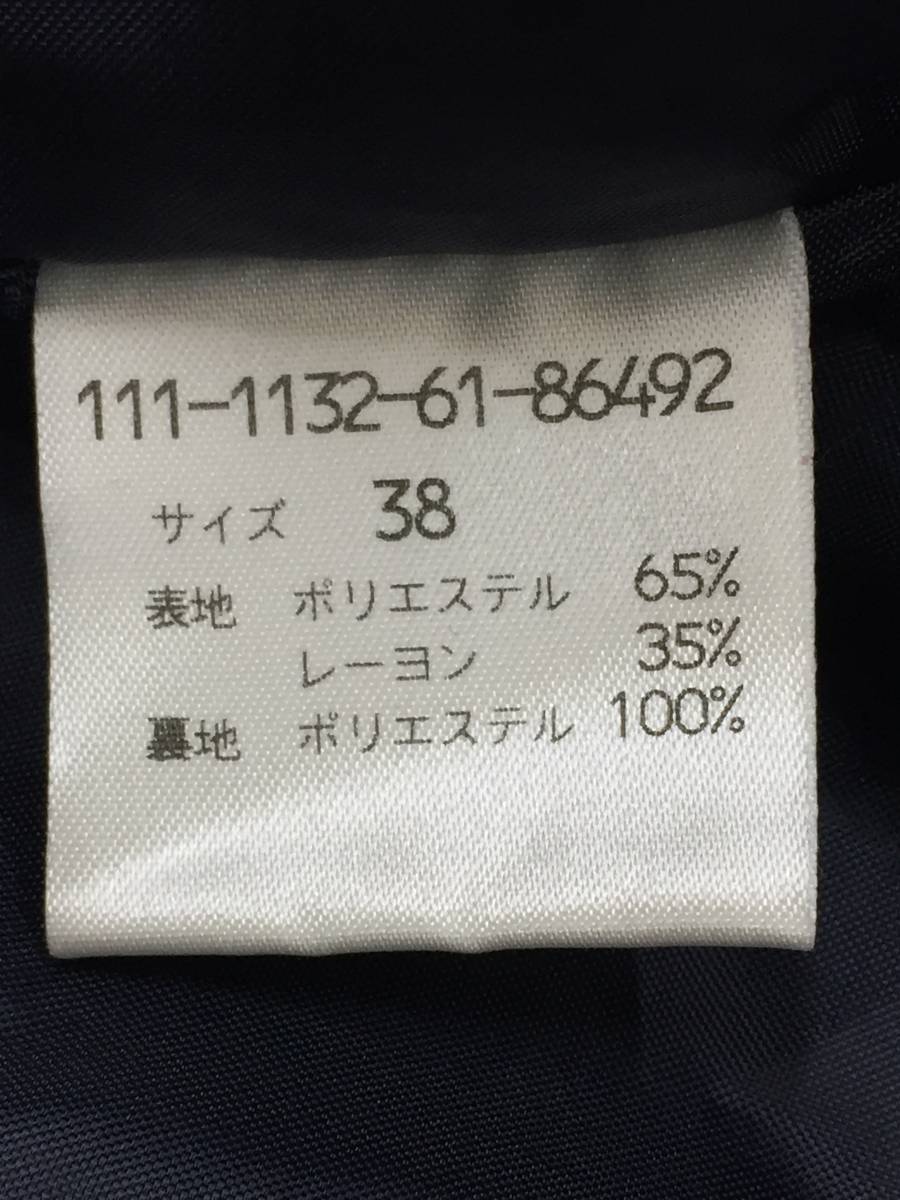 111-1132-61-86492
サイズ 38
表地 ポリエステル 65%
レーヨン 35%
裏地 ポリエステル 100%